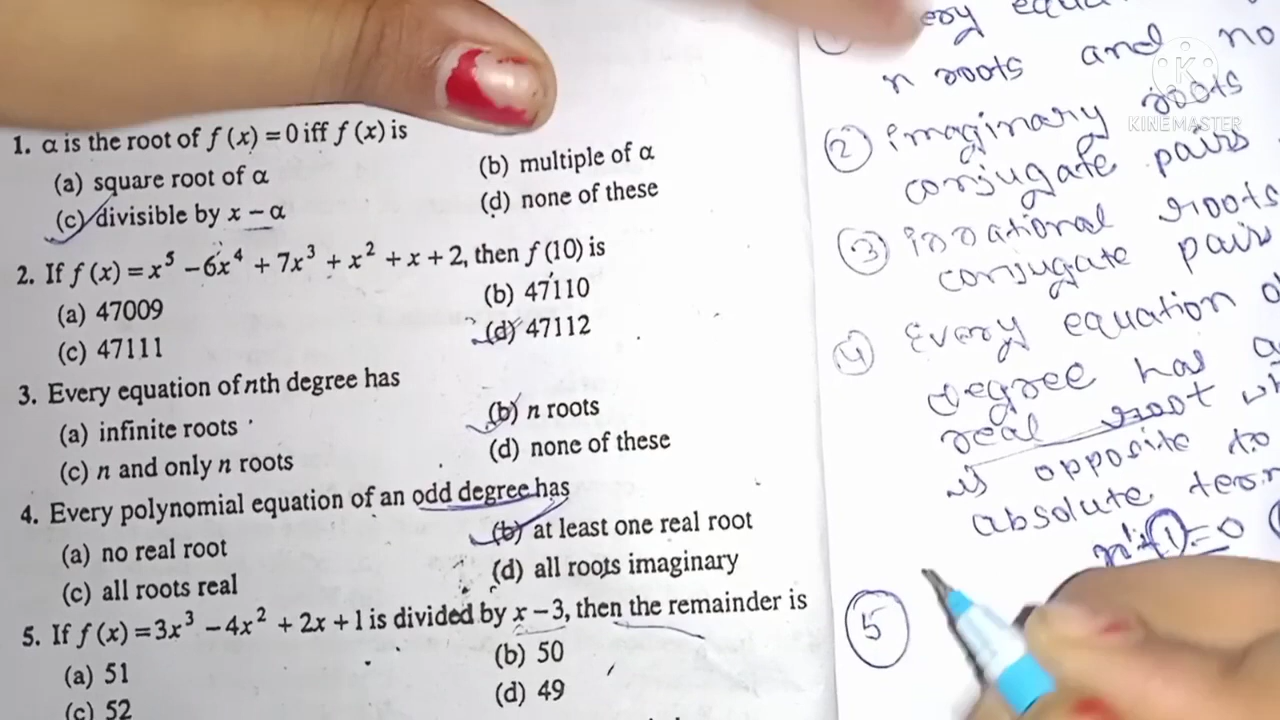 1. α is the root of f (x) = 0 iff f (x) is
(a) square root of α
(b) multiple of α
(c) divisible by x – α
(d) none of these
2. If f (x) = x⁵ – 6x⁴ + 7x³ + x² + x + 2, then f (10) is
(a) 47009
(b) 47110
(c) 47111
(d) 47112
3. Every equation of nth degree has
(a) infinite roots
(b) n roots
(c) n and only n roots
(d) none of these
4. Every polynomial equation of an odd degree has
(a) no real root
(b) at least one real root
(c) all roots real
(d) all roots imaginary
5. If f (x) = 3x³ – 4x² + 2x + 1 is divided by x – 3, then the remainder is
(a) 51
(b) 50
(c) 52
(d) 49
n roots and no
KINEMASTER
2 imaginary roots
conjugate pairs
3 irrational roots
conjugate pairs
4 Every equation
degree has
real root
is opposite to
absolute term
5